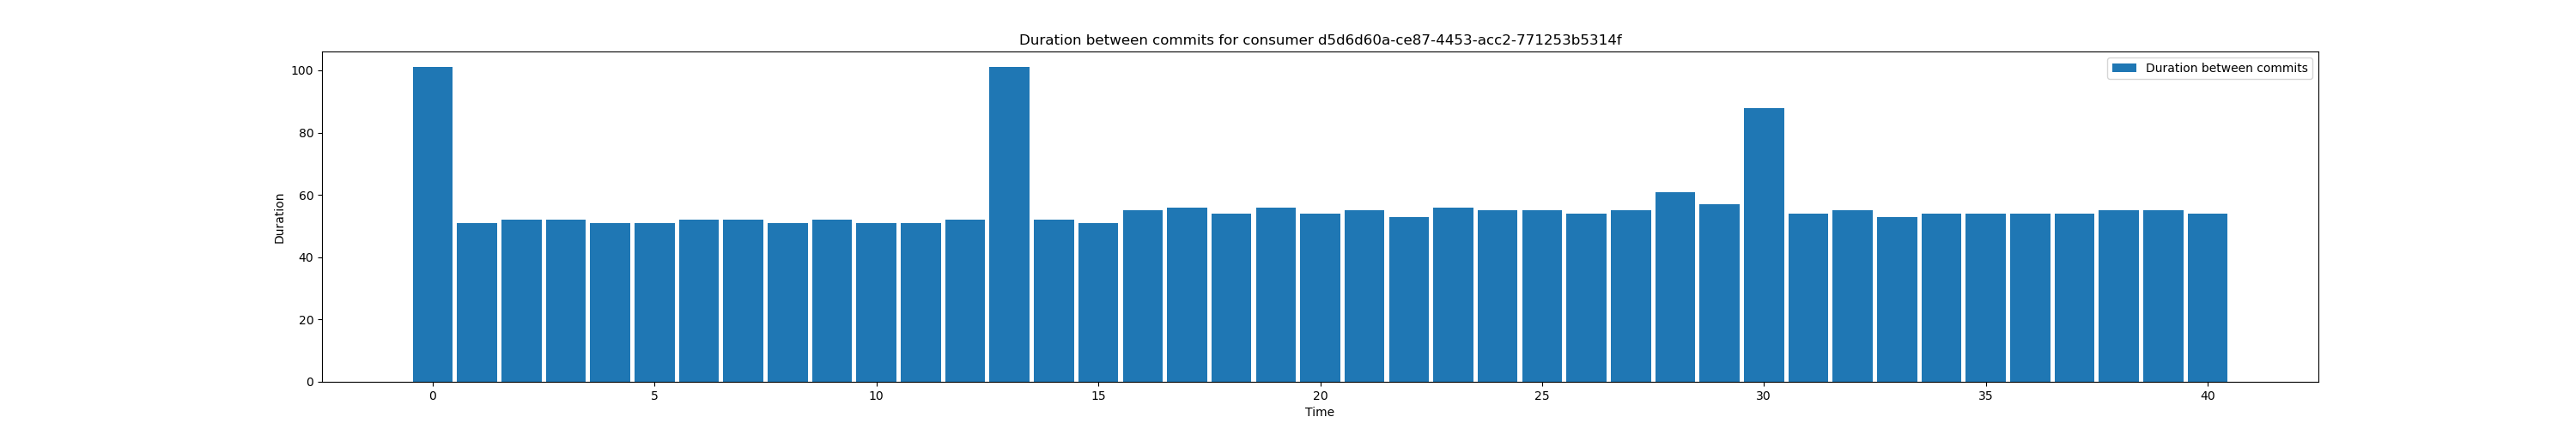 Duration between commits for consumer d5d6d60a-ce87-4453-acc2-771253b5314f
Duration between commits
100
80
60
40
20
0
Duration
0 5 10 15 20 25 30 35 40
Time